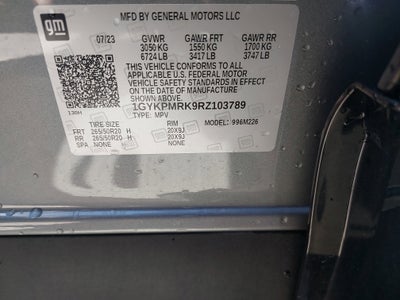 MFD BY GENERAL MOTORS LLC
gm
07/23 GVWR GAWR FRT GAWR RR
3050 KG 1550 KG 1700 KG
6724 LB 3417 LB 3747 LB
THIS VEHICLE CONFORMS TO ALL
APPLICABLE U.S. FEDERAL MOTOR
VEHICLE SAFETY STANDARDS IN
EFFECT ON THE DATE OF
MANUFACTURE SHOWN ABOVE.
1GYKPMRK9RZ103789
TYPE: MPV
TIRE SIZE RIM MODEL: 996M226
FRT 265/50R20 H 20X9J
RR 265/50R20 H 20X9J
SPA NONE NONE